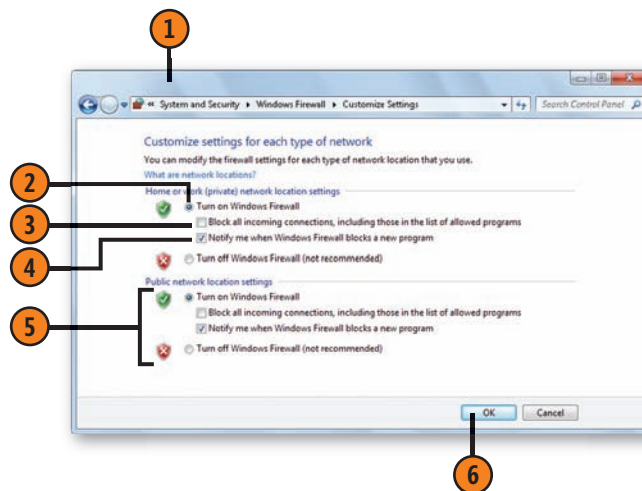 1
« System and Security ▸ Windows Firewall ▸ Customize Settings
Search Control Panel
Customize settings for each type of network
You can modify the firewall settings for each type of network location that you use.
What are network locations?
2
Home or work (private) network location settings
Turn on Windows Firewall
3
Block all incoming connections, including those in the list of allowed programs
4
Notify me when Windows Firewall blocks a new program
Turn off Windows Firewall (not recommended)
Public network location settings
5
Turn on Windows Firewall
Block all incoming connections, including those in the list of allowed programs
Notify me when Windows Firewall blocks a new program
Turn off Windows Firewall (not recommended)
OK
Cancel
6